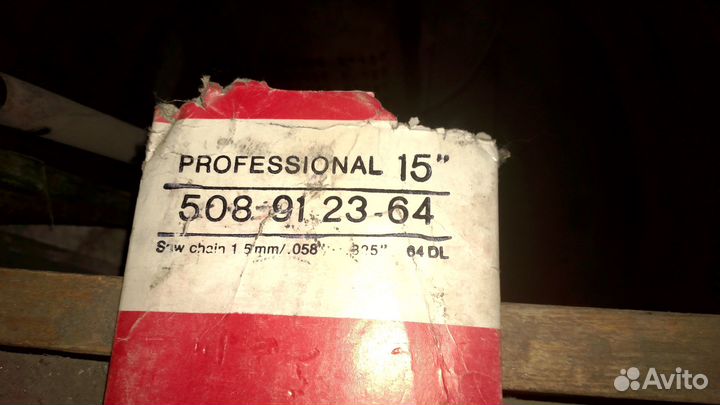 PROFESSIONAL 15"
508 91 23-64
Saw chain 1.5mm/.058" .325" 64 DL
Avito